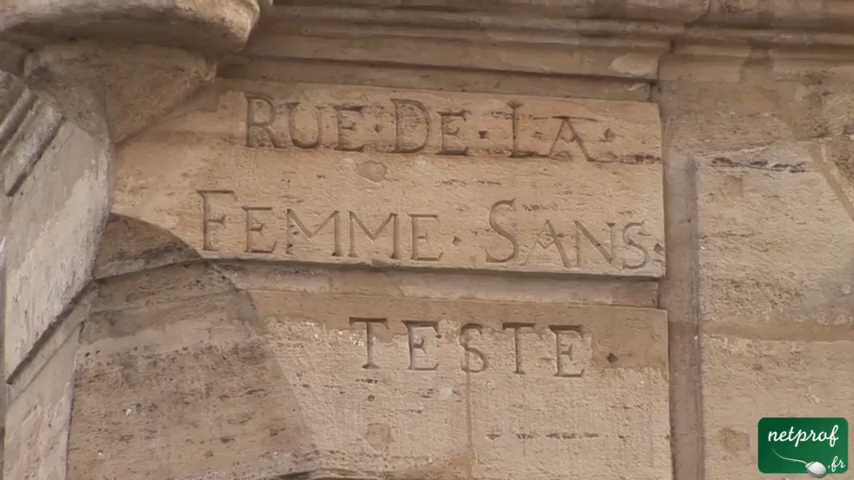 RUE · DE · LA ·
FEMME · SANS ·
TESTE ·
netprof
.fr